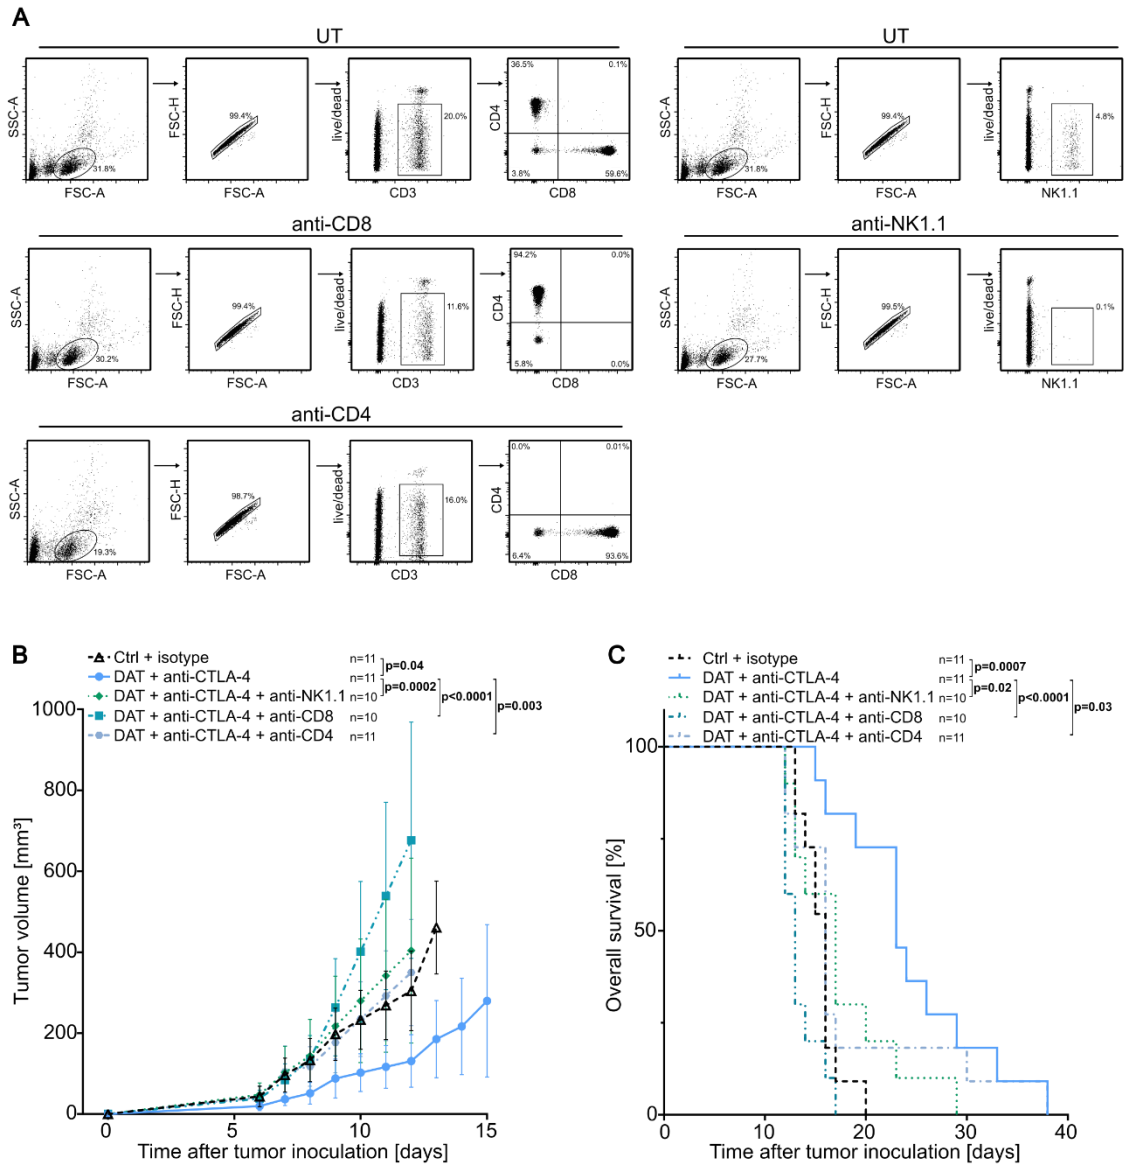 A
UT
UT
SSC-A
31.8%
FSC-A
FSC-H
99.4%
FSC-A
live/dead
20.0%
CD3
CD4
36.5%
0.1%
3.8%
59.6%
CD8
SSC-A
31.8%
FSC-A
FSC-H
99.4%
FSC-A
live/dead
4.8%
NK1.1
anti-CD8
anti-NK1.1
SSC-A
30.2%
FSC-A
FSC-H
99.4%
FSC-A
live/dead
11.6%
CD3
CD4
94.2%
0.0%
5.8%
0.0%
CD8
SSC-A
27.7%
FSC-A
FSC-H
99.5%
FSC-A
live/dead
0.1%
NK1.1
anti-CD4
SSC-A
19.3%
FSC-A
FSC-H
98.7%
FSC-A
live/dead
16.0%
CD3
CD4
0.0%
0.01%
6.4%
93.6%
CD8
B
Ctrl + isotype n=11
DAT + anti-CTLA-4 n=11
DAT + anti-CTLA-4 + anti-NK1.1 n=10
DAT + anti-CTLA-4 + anti-CD8 n=10
DAT + anti-CTLA-4 + anti-CD4 n=11
p=0.04
p=0.0002
p<0.0001
p=0.003
Tumor volume [mm³]
1000
800
600
400
200
0
0 5 10 15
Time after tumor inoculation [days]
C
Ctrl + isotype n=11
DAT + anti-CTLA-4 n=11
DAT + anti-CTLA-4 + anti-NK1.1 n=10
DAT + anti-CTLA-4 + anti-CD8 n=10
DAT + anti-CTLA-4 + anti-CD4 n=11
p=0.0007
p=0.02
p<0.0001
p=0.03
Overall survival [%]
100
50
0
0 10 20 30 40
Time after tumor inoculation [days]